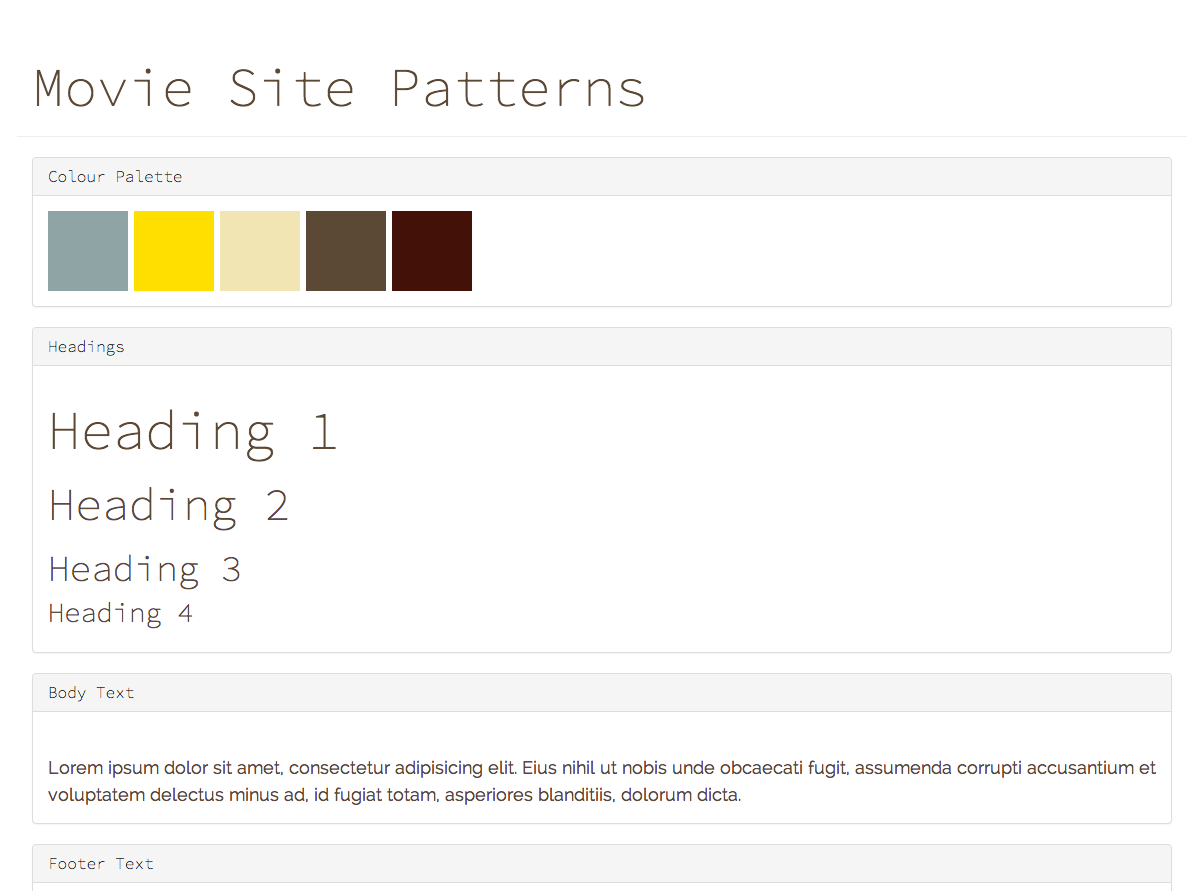 Movie Site Patterns
Colour Palette
Headings
Heading 1
Heading 2
Heading 3
Heading 4
Body Text
Lorem ipsum dolor sit amet, consectetur adipisicing elit. Eius nihil ut nobis unde obcaecati fugit, assumenda corrupti accusantium et
voluptatem delectus minus ad, id fugiat totam, asperiores blanditiis, dolorum dicta.
Footer Text